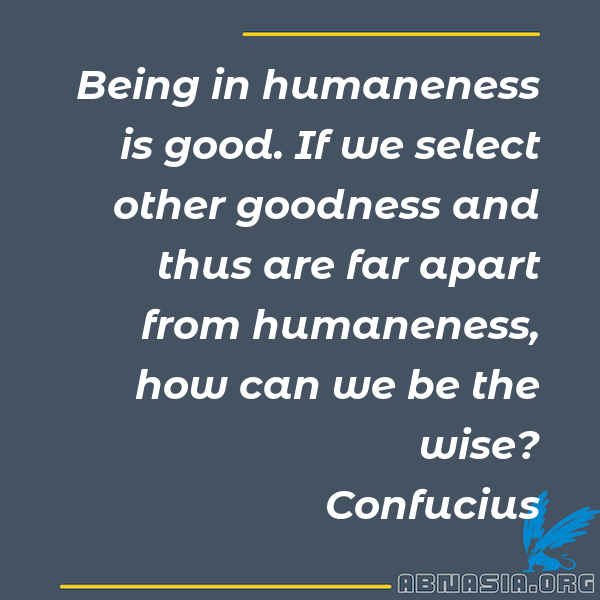 Being in humaneness
is good. If we select
other goodness and
thus are far apart
from humaneness,
how can we be the
wise?
Confucius
ABNASIA.ORG